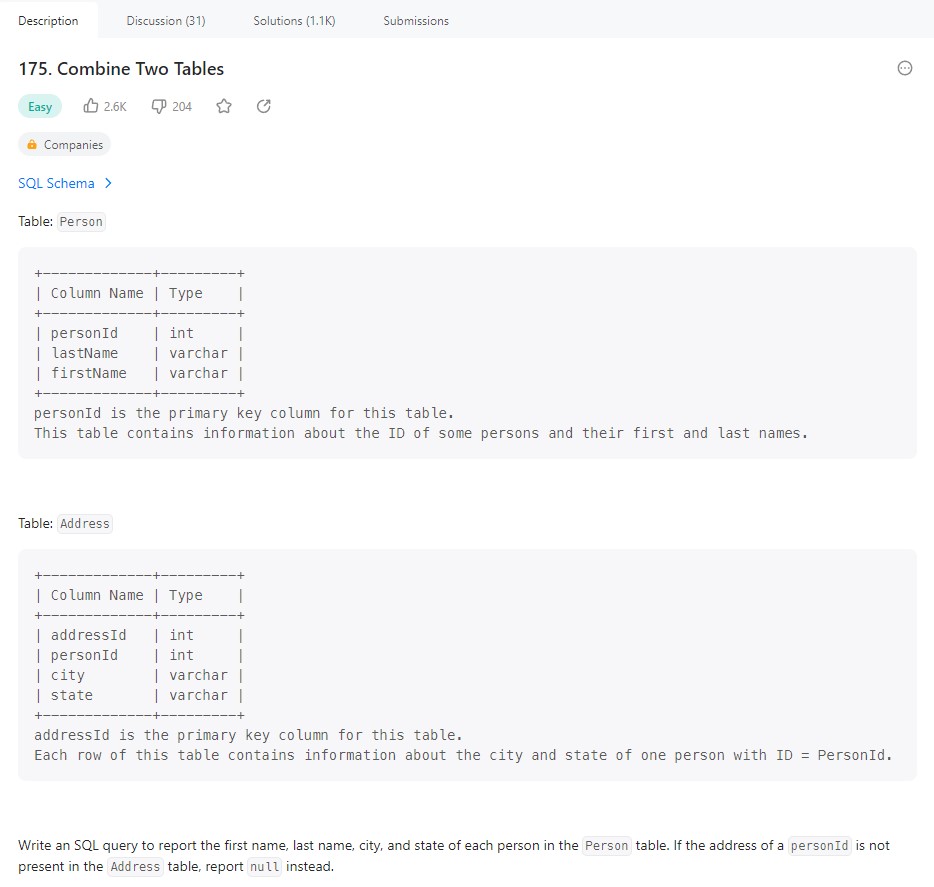 Description Discussion (31) Solutions (1.1K) Submissions
175. Combine Two Tables
Easy 2.6K 204
Companies
SQL Schema >
Table: Person
+-------------+---------+
| Column Name | Type    |
+-------------+---------+
| personId    | int     |
| lastName    | varchar |
| firstName   | varchar |
+-------------+---------+
personId is the primary key column for this table.
This table contains information about the ID of some persons and their first and last names.
Table: Address
+-------------+---------+
| Column Name | Type    |
+-------------+---------+
| addressId   | int     |
| personId    | int     |
| city        | varchar |
| state       | varchar |
+-------------+---------+
addressId is the primary key column for this table.
Each row of this table contains information about the city and state of one person with ID = PersonId.
Write an SQL query to report the first name, last name, city, and state of each person in the Person table. If the address of a personId is not
present in the Address table, report null instead.